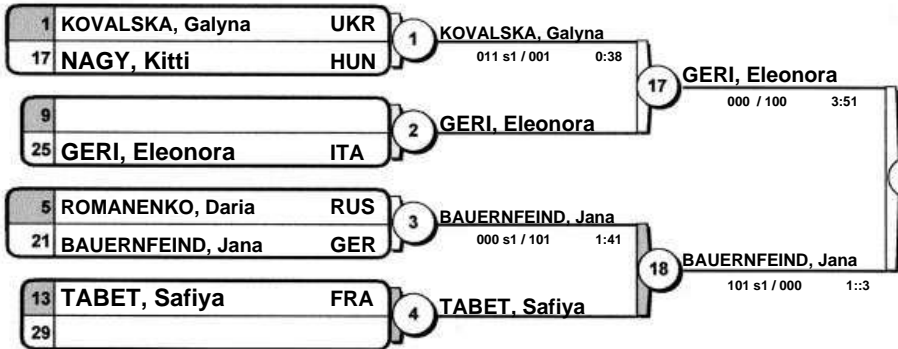 1 KOVALSKA, Galyna UKR
17 NAGY, Kitti HUN
1
KOVALSKA, Galyna
011 s1 / 001 0:38
9
25 GERI, Eleonora ITA
2
GERI, Eleonora
17
GERI, Eleonora
000 / 100 3:51
5 ROMANENKO, Daria RUS
21 BAUERNFEIND, Jana GER
3
BAUERNFEIND, Jana
000 s1 / 101 1:41
13 TABET, Safiya FRA
29
4
TABET, Safiya
18
BAUERNFEIND, Jana
101 s1 / 000 1::3